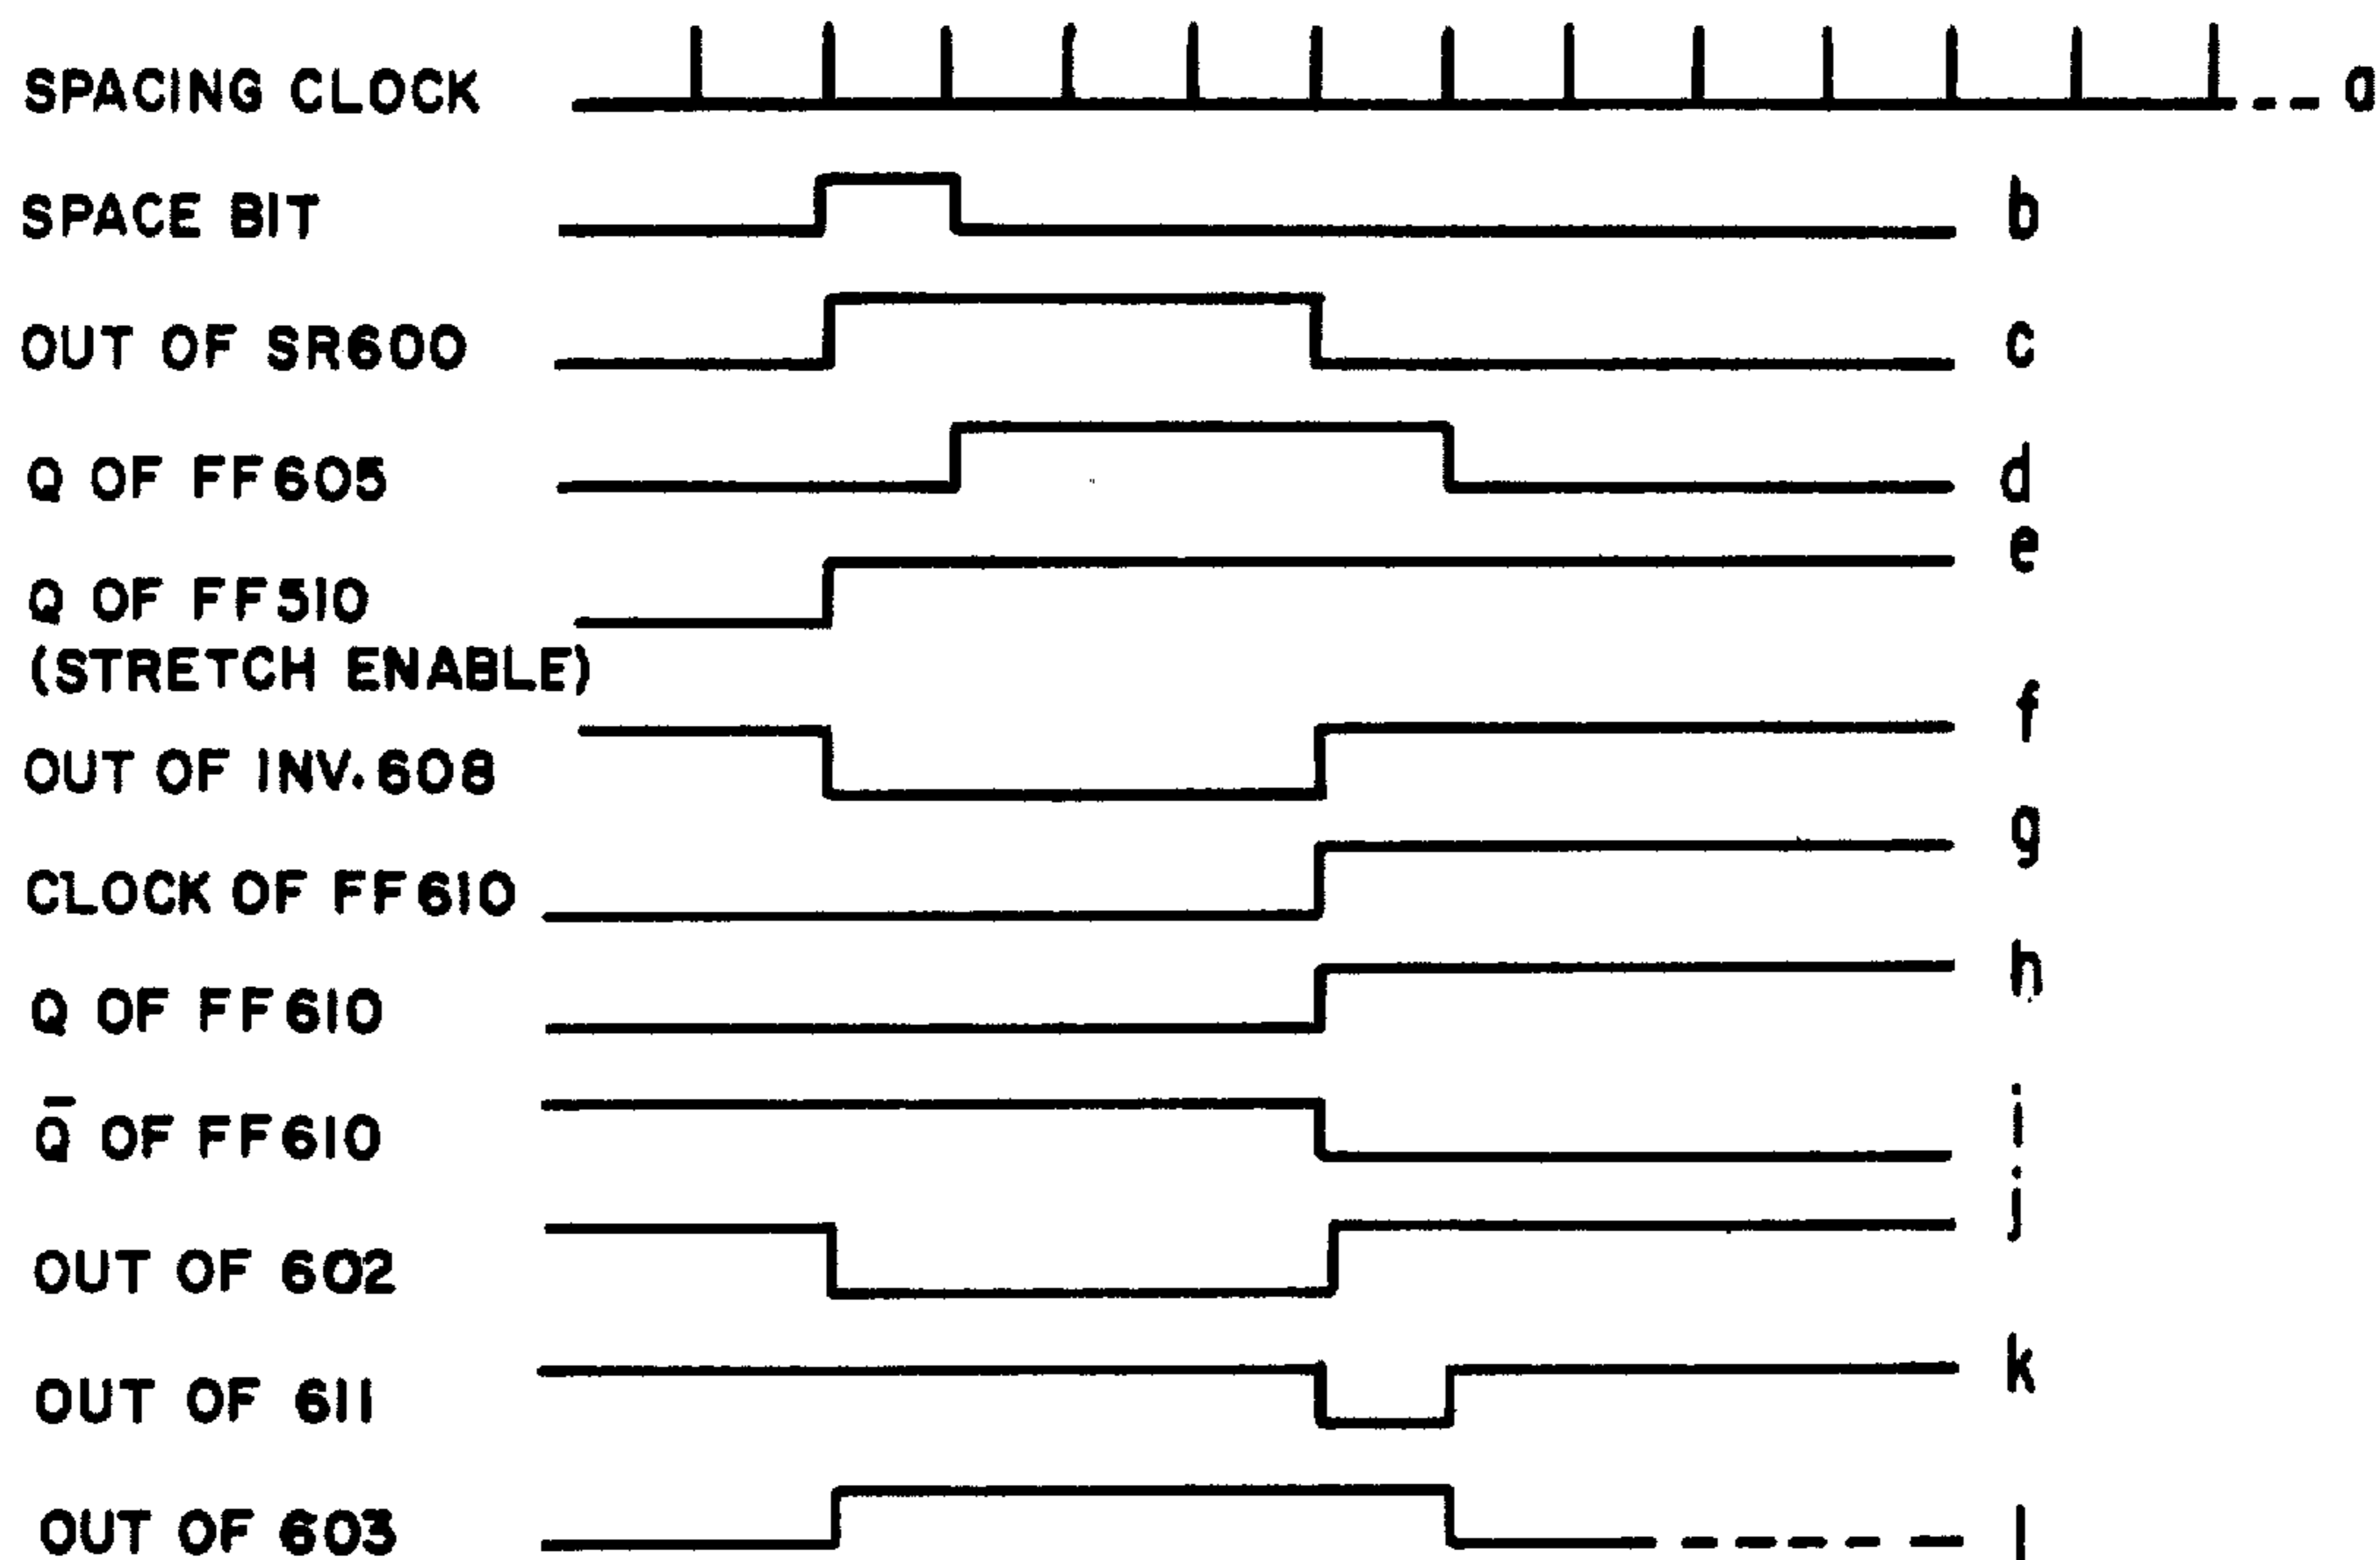 SPACING CLOCK a
SPACE BIT b
OUT OF SR600 c
Q OF FF605 d
Q OF FF510 e
(STRETCH ENABLE)
OUT OF INV.608 f
CLOCK OF FF610 g
Q OF FF610 h
Q̅ OF FF610 i
OUT OF 602 j
OUT OF 611 k
OUT OF 603 l